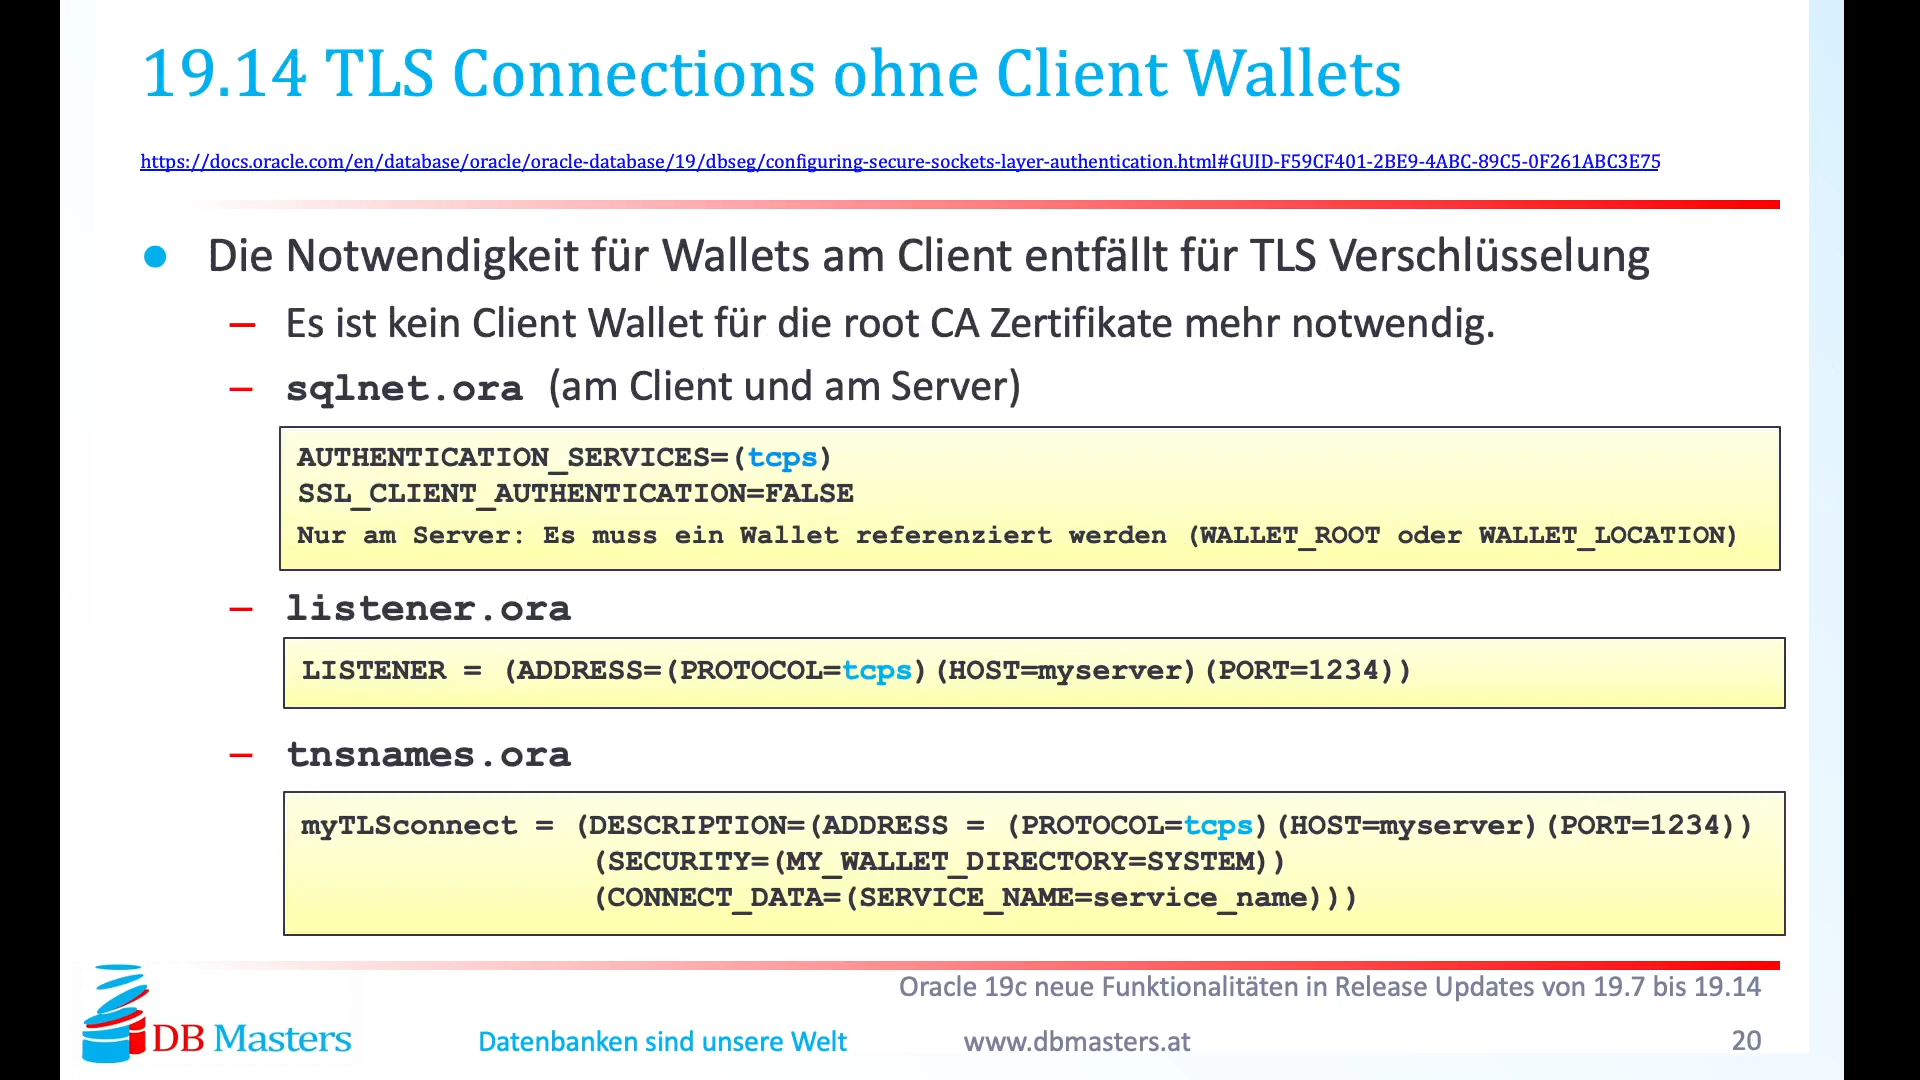 19.14 TLS Connections ohne Client Wallets
https://docs.oracle.com/en/database/oracle/oracle-database/19/dbseg/configuring-secure-sockets-layer-authentication.html#GUID-F59CF401-2BE9-4ABC-89C5-0F261ABC3E75
● Die Notwendigkeit für Wallets am Client entfällt für TLS Verschlüsselung
– Es ist kein Client Wallet für die root CA Zertifikate mehr notwendig.
– sqlnet.ora (am Client und am Server)
AUTHENTICATION_SERVICES=(tcps)
SSL_CLIENT_AUTHENTICATION=FALSE
Nur am Server: Es muss ein Wallet referenziert werden (WALLET_ROOT oder WALLET_LOCATION)
– listener.ora
LISTENER = (ADDRESS=(PROTOCOL=tcps)(HOST=myserver)(PORT=1234))
– tnsnames.ora
myTLSconnect = (DESCRIPTION=(ADDRESS = (PROTOCOL=tcps)(HOST=myserver)(PORT=1234))
(SECURITY=(MY_WALLET_DIRECTORY=SYSTEM))
(CONNECT_DATA=(SERVICE_NAME=service_name)))
Oracle 19c neue Funktionalitäten in Release Updates von 19.7 bis 19.14
DB Masters
Datenbanken sind unsere Welt
www.dbmasters.at
20